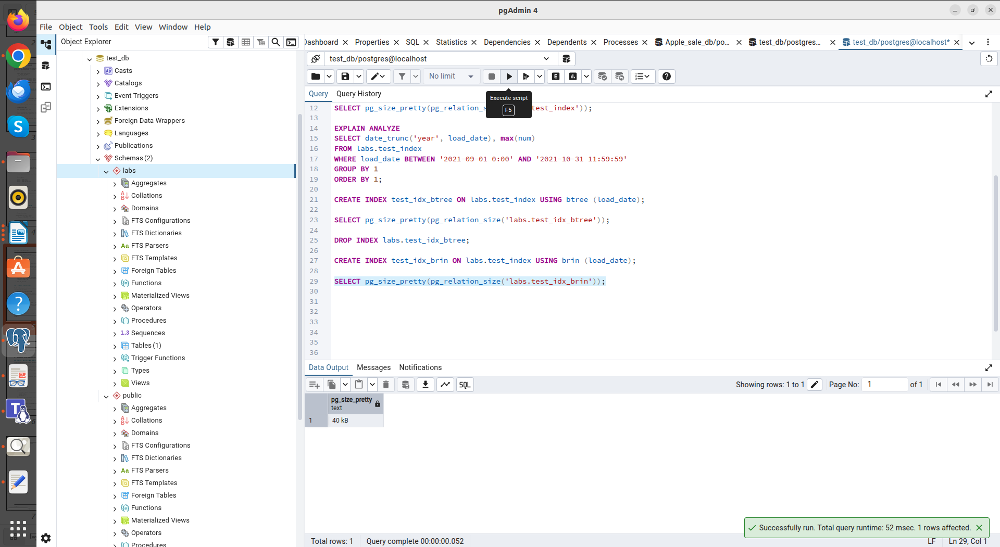 pgAdmin 4
File Object Tools Edit View Window Help
Object Explorer
Dashboard Properties SQL Statistics Dependencies Dependents Processes Apple_sale_db/po... test_db/postgres... test_db/postgres@localhost*
test_db/postgres@localhost
No limit
Query Query History
Execute script
F5
test_db
Casts
Catalogs
Event Triggers
Extensions
Foreign Data Wrappers
Languages
Publications
Schemas (2)
labs
Aggregates
Collations
Domains
FTS Configurations
FTS Dictionaries
FTS Parsers
FTS Templates
Foreign Tables
Functions
Materialized Views
Operators
Procedures
1..3 Sequences
Tables (1)
Trigger Functions
Types
Views
public
Aggregates
Collations
Domains
FTS Configurations
FTS Dictionaries
FTS Parsers
FTS Templates
Foreign Tables
Functions
Materialized Views
Operators
Procedures
12 SELECT pg_size_pretty(pg_relation_s test_index'));
13
14 EXPLAIN ANALYZE
15 SELECT date_trunc('year', load_date), max(num)
16 FROM labs.test_index
17 WHERE load_date BETWEEN '2021-09-01 0:00' AND '2021-10-31 11:59:59'
18 GROUP BY 1
19 ORDER BY 1;
20
21 CREATE INDEX test_idx_btree ON labs.test_index USING btree (load_date);
22
23 SELECT pg_size_pretty(pg_relation_size('labs.test_idx_btree'));
24
25 DROP INDEX labs.test_idx_btree;
26
27 CREATE INDEX test_idx_brin ON labs.test_index USING brin (load_date);
28
29 SELECT pg_size_pretty(pg_relation_size('labs.test_idx_brin'));
30
31
32
33
34
35
36
Data Output Messages Notifications
SQL Showing rows: 1 to 1 Page No: 1 of 1
pg_size_pretty
text
1 40 kB
Successfully run. Total query runtime: 52 msec. 1 rows affected.
Total rows: 1 Query complete 00:00:00.052 LF Ln 29, Col 1